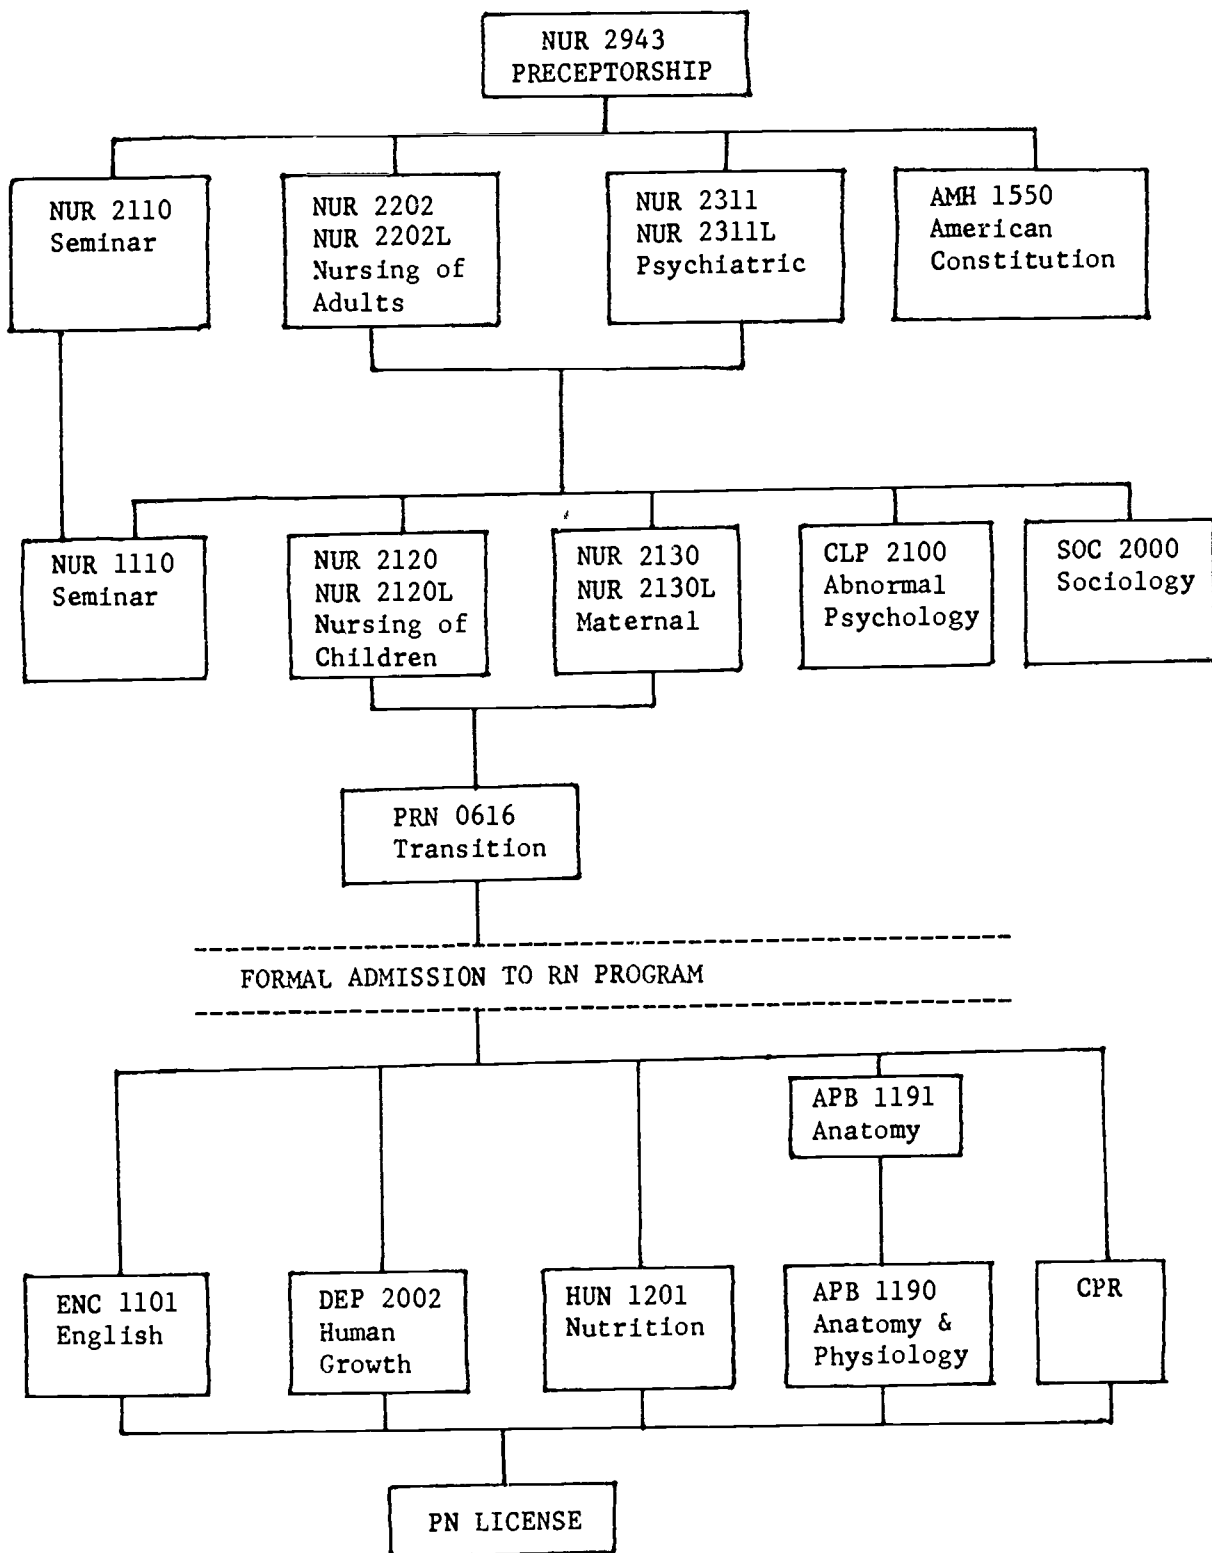 NUR 2943
PRECEPTORSHIP
NUR 2110
Seminar
NUR 2202
NUR 2202L
Nursing of
Adults
NUR 2311
NUR 2311L
Psychiatric
AMH 1550
American
Constitution
NUR 1110
Seminar
NUR 2120
NUR 2120L
Nursing of
Children
NUR 2130
NUR 2130L
Maternal
CLP 2100
Abnormal
Psychology
SOC 2000
Sociology
PRN 0616
Transition
FORMAL ADMISSION TO RN PROGRAM
APB 1191
Anatomy
ENC 1101
English
DEP 2002
Human
Growth
HUN 1201
Nutrition
APB 1190
Anatomy &
Physiology
CPR
PN LICENSE